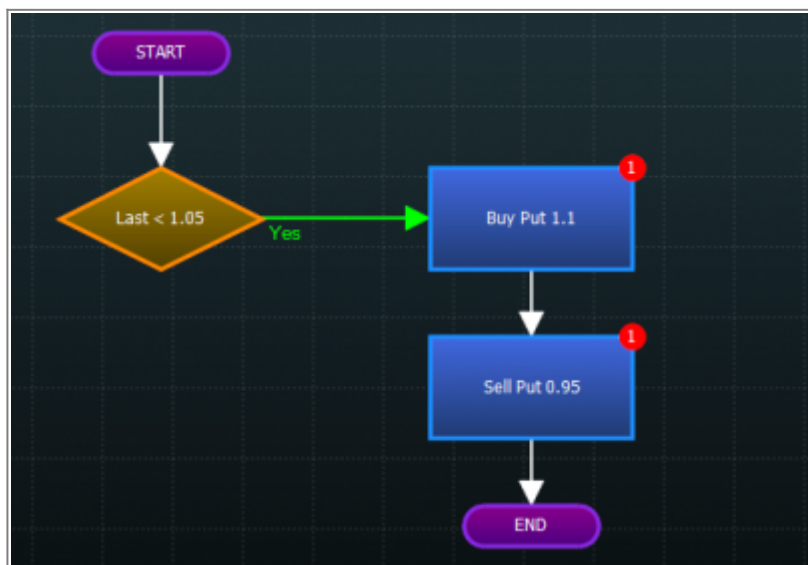 START
Last < 1.05
Yes
Buy Put 1.1
1
Sell Put 0.95
1
END